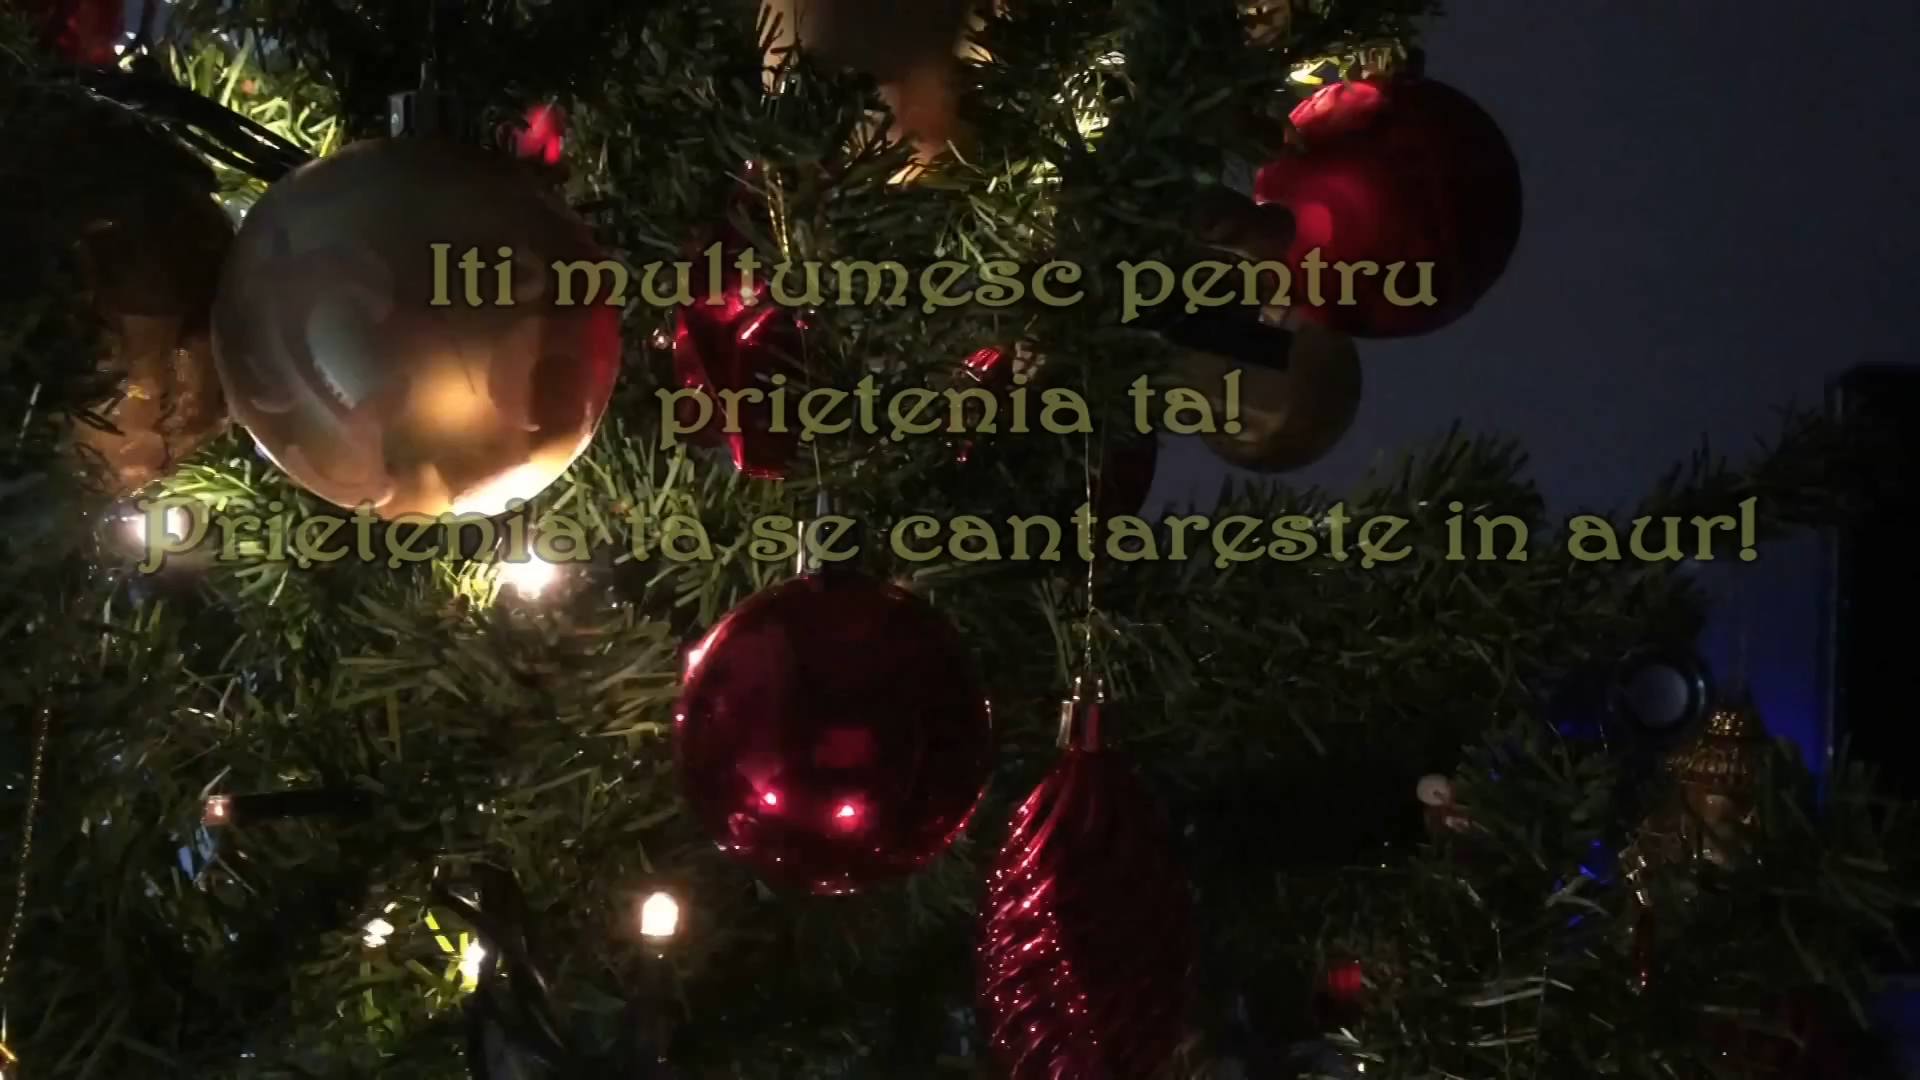 Iti multumesc pentru
prietenia ta!
Prietenia ta se cantareste in aur!